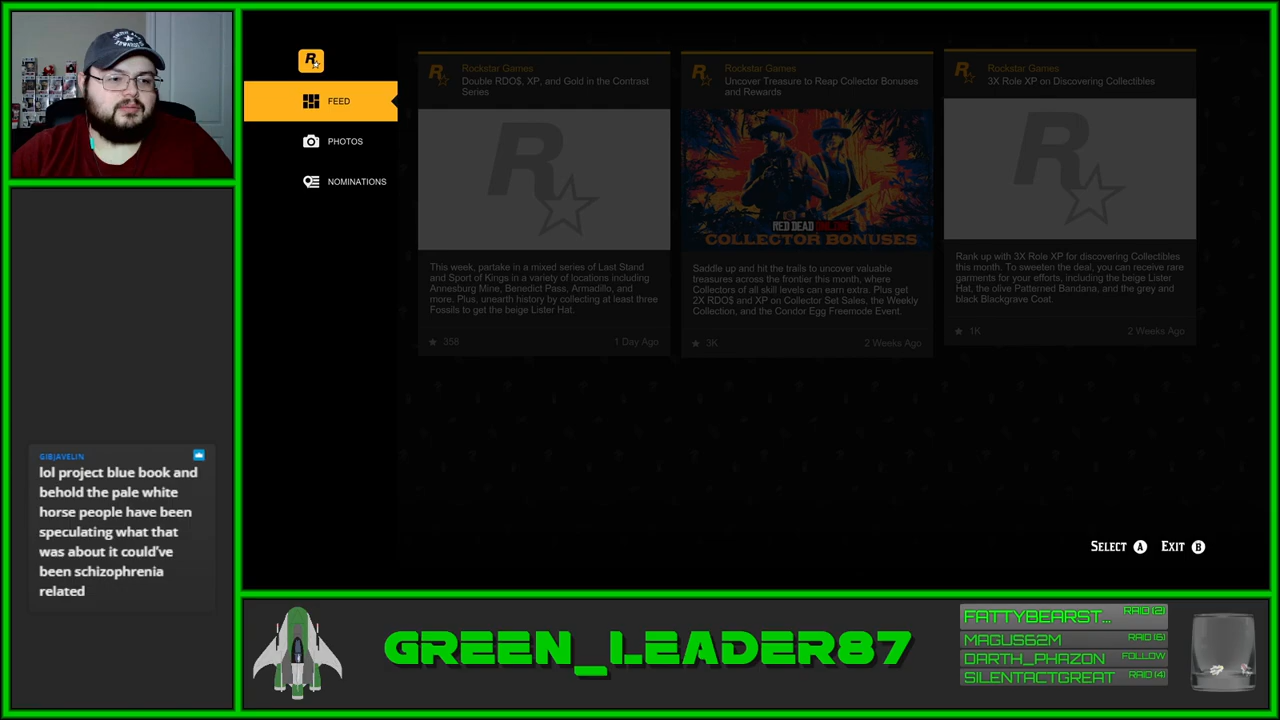 FEED
PHOTOS
NOMINATIONS
Rockstar Games
Double RDO$, XP, and Gold in the Contrast
Series
This week, partake in a mixed series of Last Stand
and Sport of Kings in a variety of locations including
Annesburg Mine, Benedict Pass, Armadillo, and
more. Plus, unearth history by collecting at least three
Fossils to get the beige Lister Hat.
358
1 Day Ago
Rockstar Games
Uncover Treasure to Reap Collector Bonuses
and Rewards
RED DEAD ONLINE
COLLECTOR BONUSES
Saddle up and hit the trails to uncover valuable
treasures across the frontier this month, where
Collectors of all skill levels can earn extra. Plus get
2X RDO$ and XP on Collector Set Sales, the Weekly
Collection, and the Condor Egg Freemode Event.
3K
2 Weeks Ago
Rockstar Games
3X Role XP on Discovering Collectibles
Rank up with 3X Role XP for discovering Collectibles
this month. To sweeten the deal, you can receive rare
garments for your efforts, including the beige Lister
Hat, the olive Patterned Bandana, and the grey and
black Blackgrave Coat.
1K
2 Weeks Ago
SELECT A EXIT B
GIBJAVELIN
lol project blue book and
behold the pale white
horse people have been
speculating what that
was about it could've
been schizophrenia
related
GREEN_LEADER87
FATTYBEARST... RAID (2)
MAGUS62M RAID (6)
DARTH_PHAZON FOLLOW
SILENTACTGREAT RAID (4)